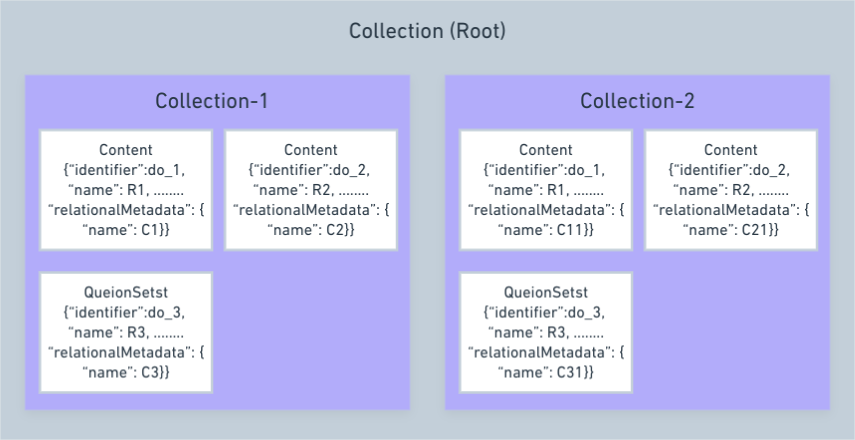 Collection (Root)
Collection-1
Content
{“identifier”:do_1,
“name”: R1, ........
“relationalMetadata”: {
“name”: C1}}
Content
{“identifier”:do_2,
“name”: R2, ........
“relationalMetadata”: {
“name”: C2}}
QueionSetst
{“identifier”:do_3,
“name”: R3, ........
“relationalMetadata”: {
“name”: C3}}
Collection-2
Content
{“identifier”:do_1,
“name”: R1, ........
“relationalMetadata”: {
“name”: C11}}
Content
{“identifier”:do_2,
“name”: R2, ........
“relationalMetadata”: {
“name”: C21}}
QueionSetst
{“identifier”:do_3,
“name”: R3, ........
“relationalMetadata”: {
“name”: C31}}